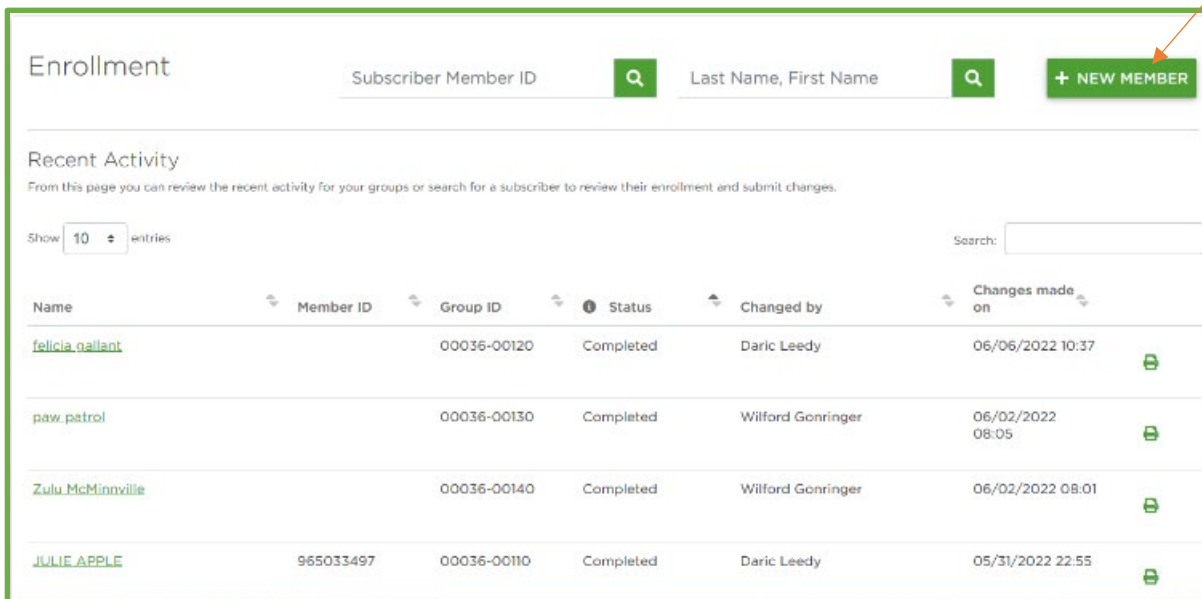 Enrollment
Subscriber Member ID
Last Name, First Name
+ NEW MEMBER
Recent Activity
From this page you can review the recent activity for your groups or search for a subscriber to review their enrollment and submit changes.
Show 10 entries
Search:
Name Member ID Group ID Status Changed by Changes made on
felicia gallant 00036-00120 Completed Daric Leedy 06/06/2022 10:37
paw patrol 00036-00130 Completed Wilford Gonringer 06/02/2022 08:05
Zulu McMinnville 00036-00140 Completed Wilford Gonringer 06/02/2022 08:01
JULIE APPLE 965033497 00036-00110 Completed Daric Leedy 05/31/2022 22:55